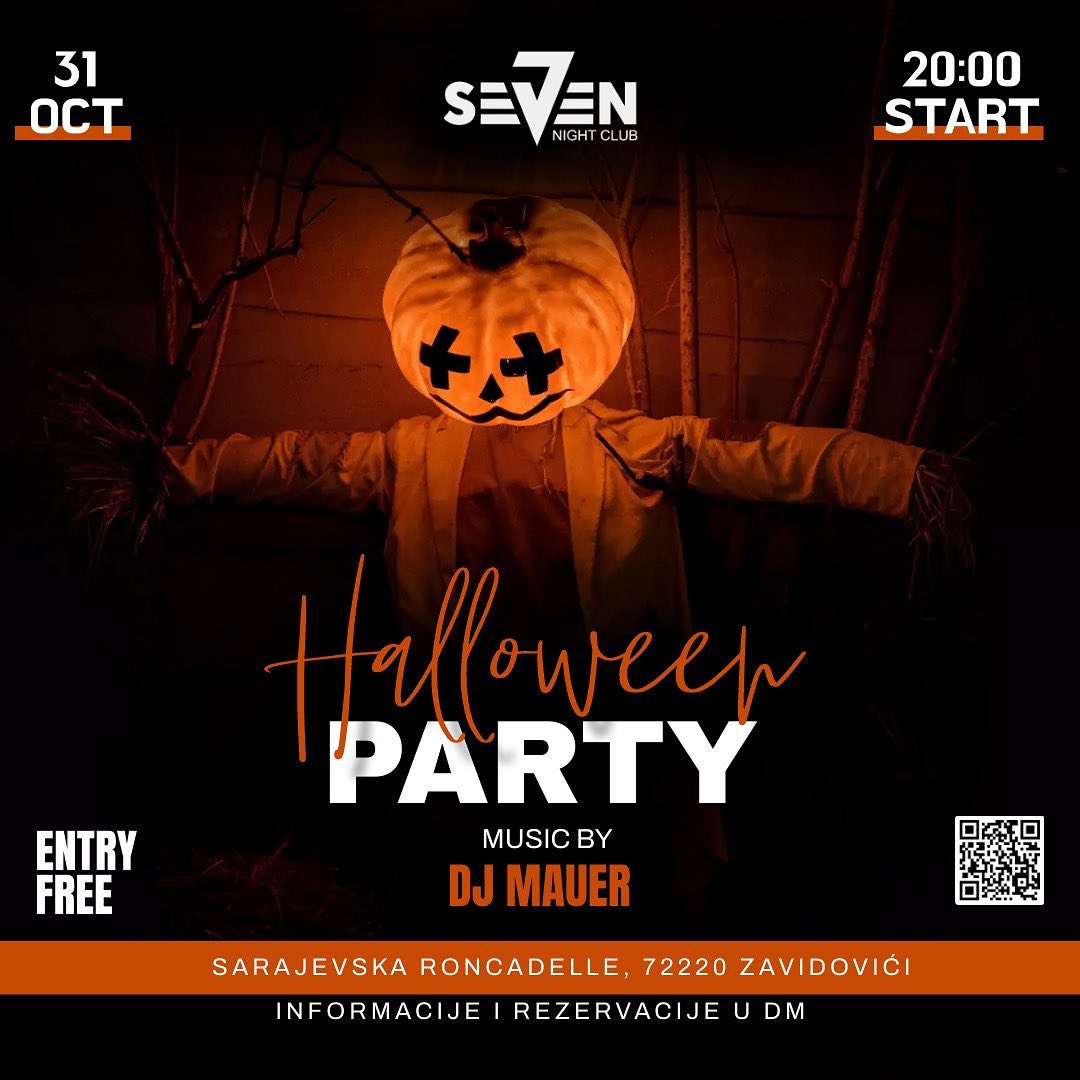 31
OCT
SEVEN
NIGHT CLUB
20:00
START
Halloween
PARTY
MUSIC BY
DJ MAUER
ENTRY
FREE
SARAJEVSKA RONCADELLE, 72220 ZAVIDOVIĆI
INFORMACIJE I REZERVACIJE U DM